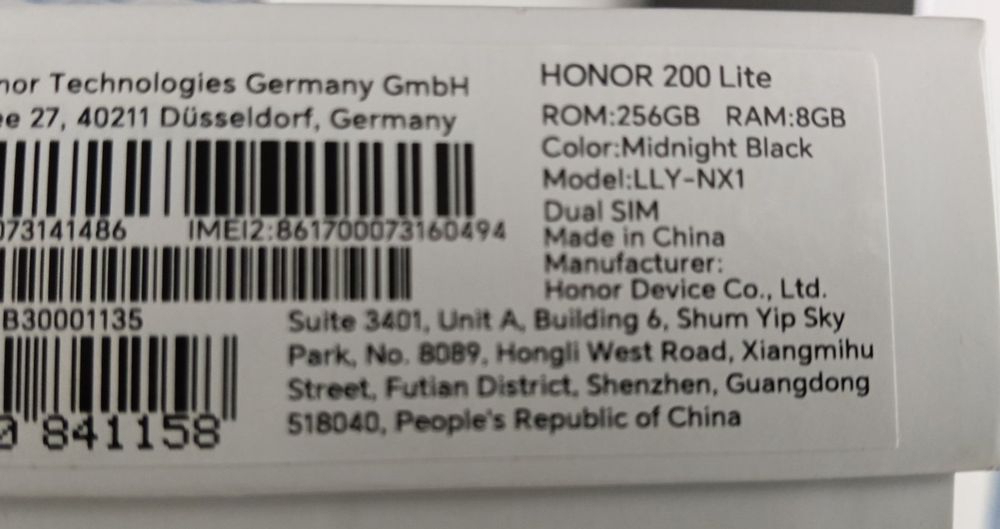 nor Technologies Germany GmbH
ee 27, 40211 Düsseldorf, Germany
073141486 IMEI2:861700073160494
B30001135
841158
HONOR 200 Lite
ROM:256GB RAM:8GB
Color:Midnight Black
Model:LLY-NX1
Dual SIM
Made in China
Manufacturer:
Honor Device Co., Ltd.
Suite 3401, Unit A, Building 6, Shum Yip Sky
Park, No. 8089, Hongli West Road, Xiangmihu
Street, Futian District, Shenzhen, Guangdong
518040, People's Republic of China